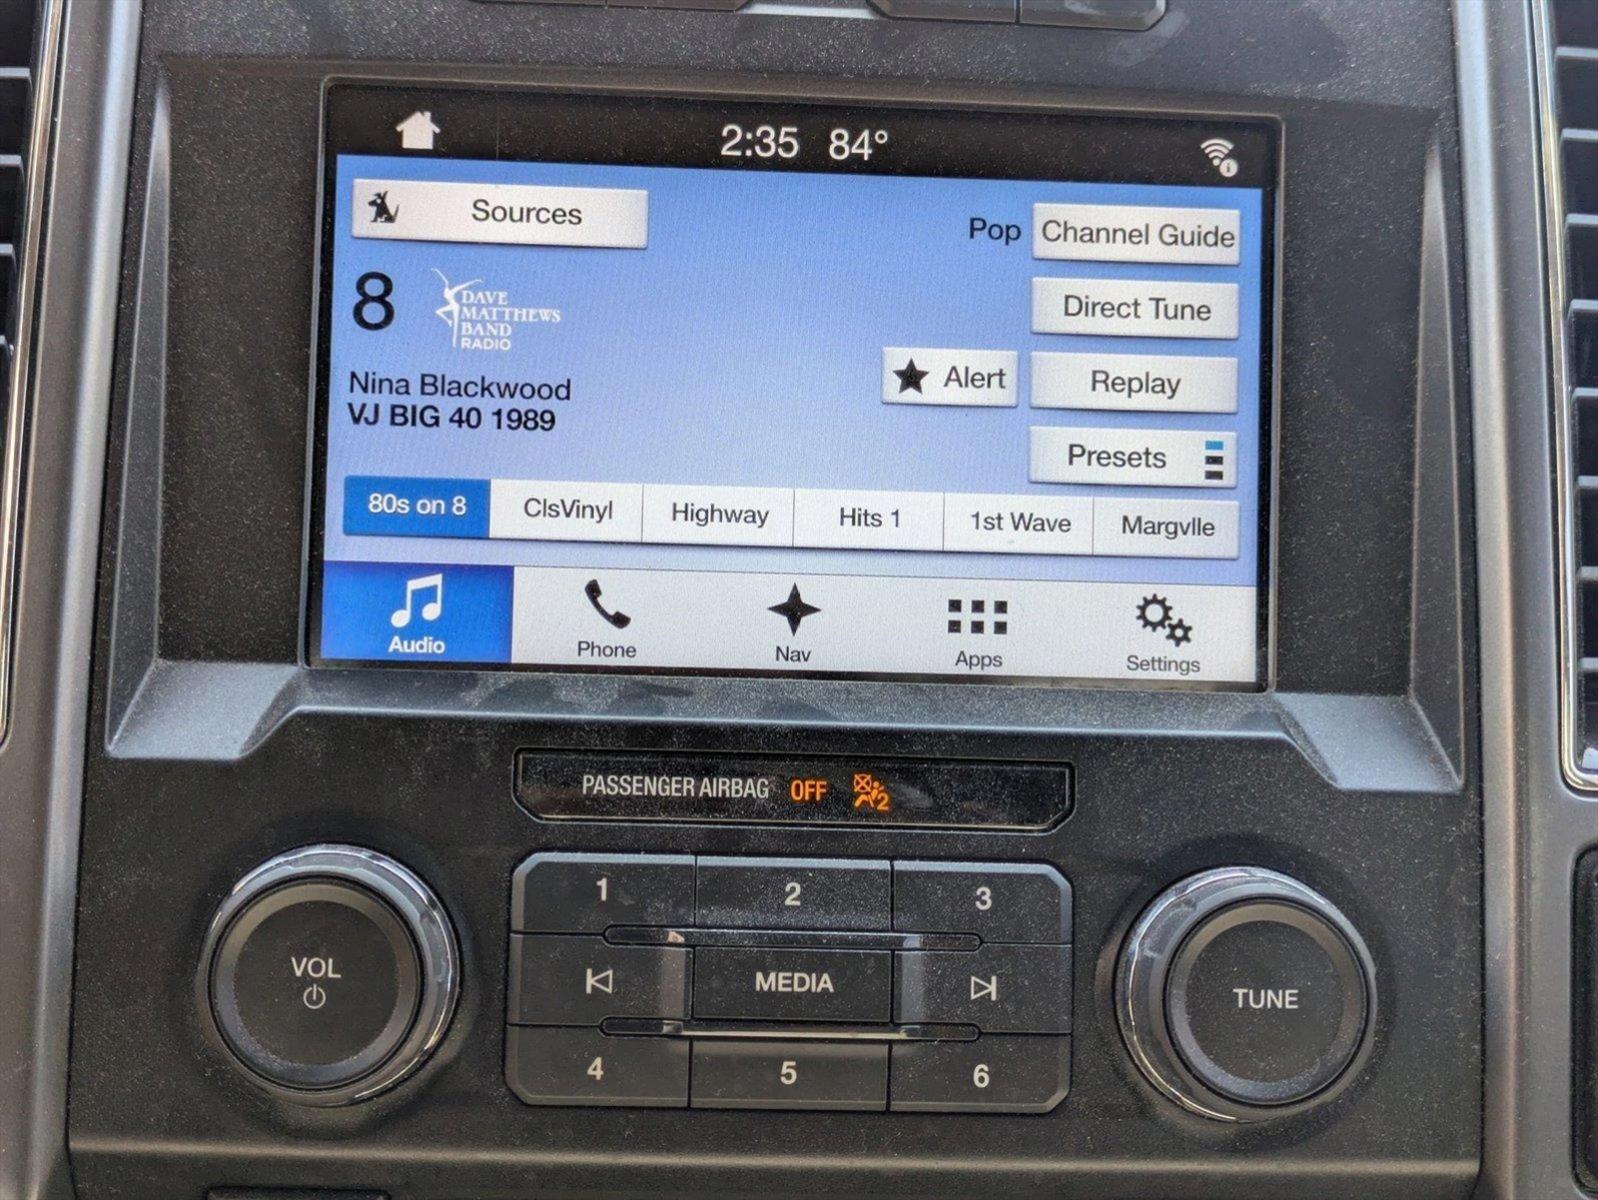 2:35 84°
Sources
Pop
Channel Guide
8
DAVE
MATTHEWS
BAND
RADIO
Direct Tune
Nina Blackwood
VJ BIG 40 1989
Alert
Replay
Presets
80s on 8
ClsVinyl
Highway
Hits 1
1st Wave
Margvlle
Audio
Phone
Nav
Apps
Settings
PASSENGER AIRBAG OFF 2
1
2
3
VOL
MEDIA
TUNE
4
5
6